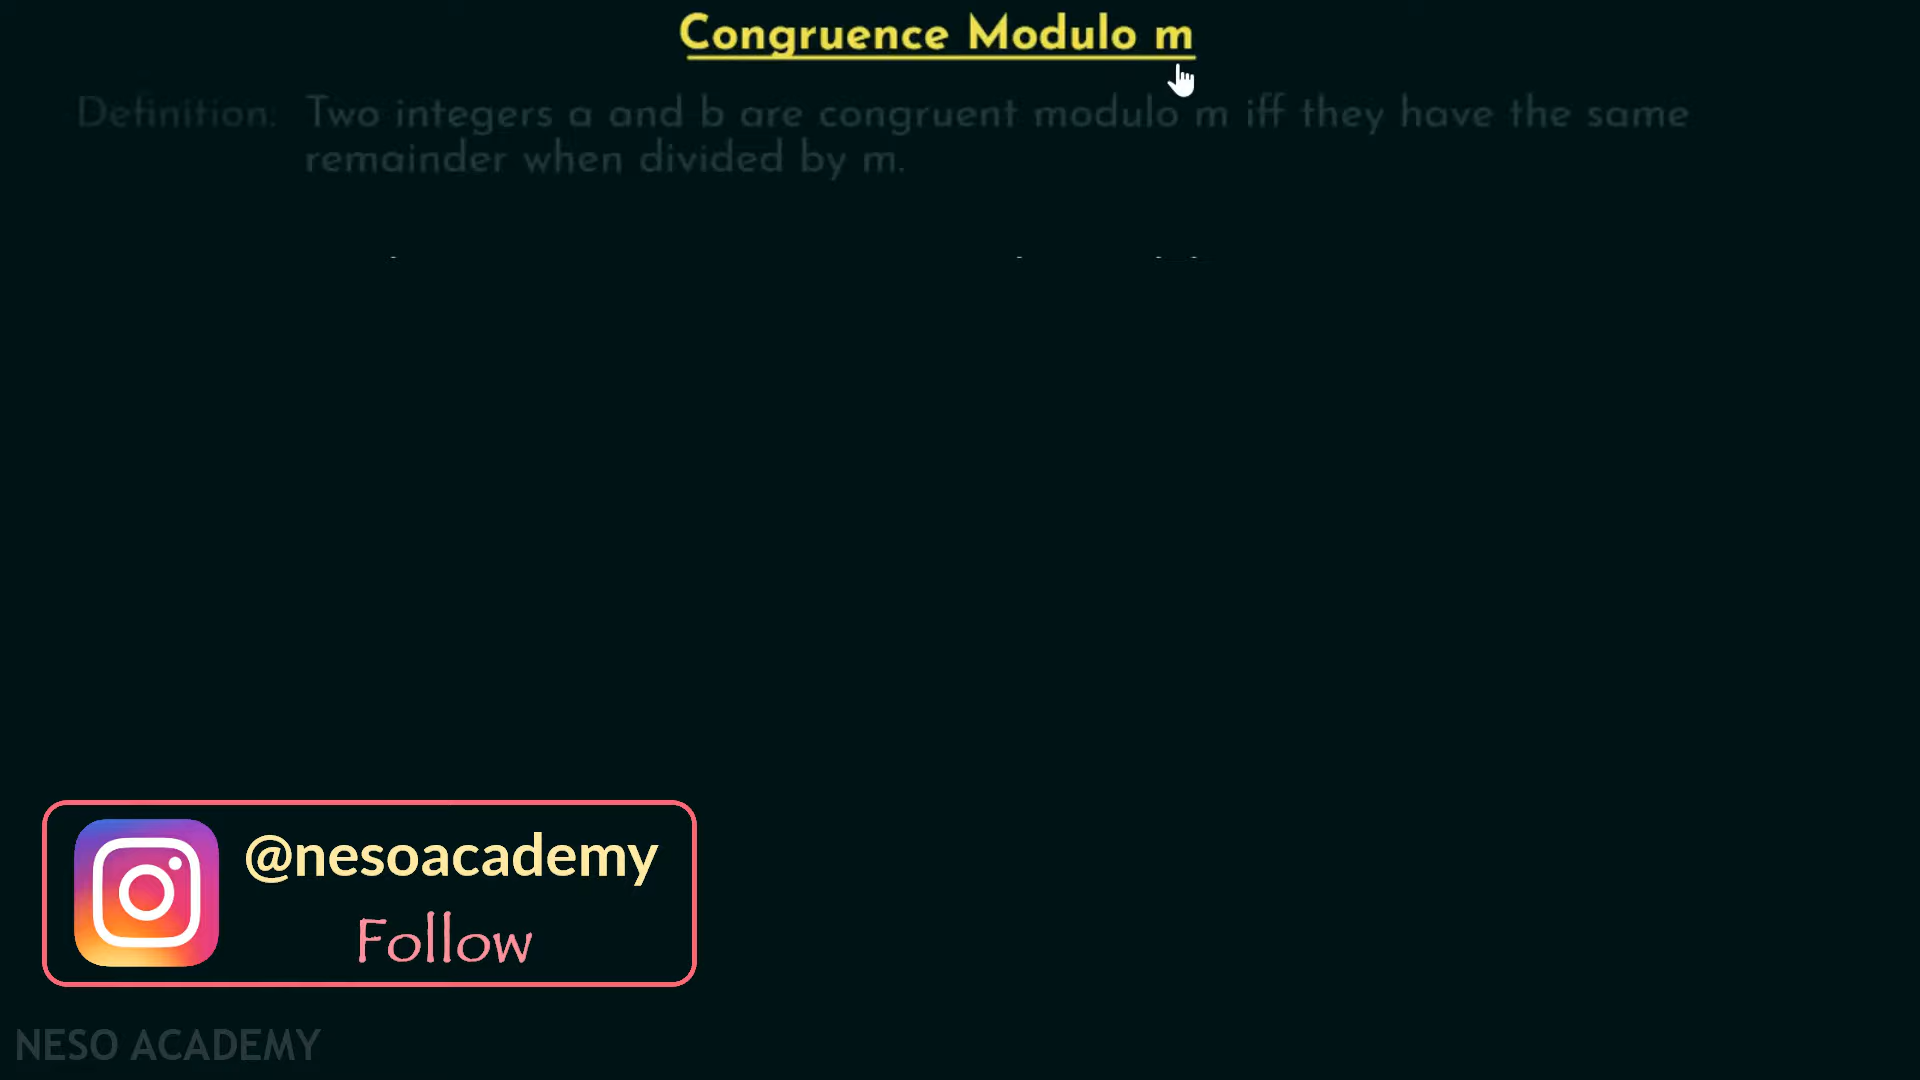 Congruence Modulo m
Definition: Two integers a and b are congruent modulo m iff they have the same
remainder when divided by m.
@nesoacademy
Follow
NESO ACADEMY